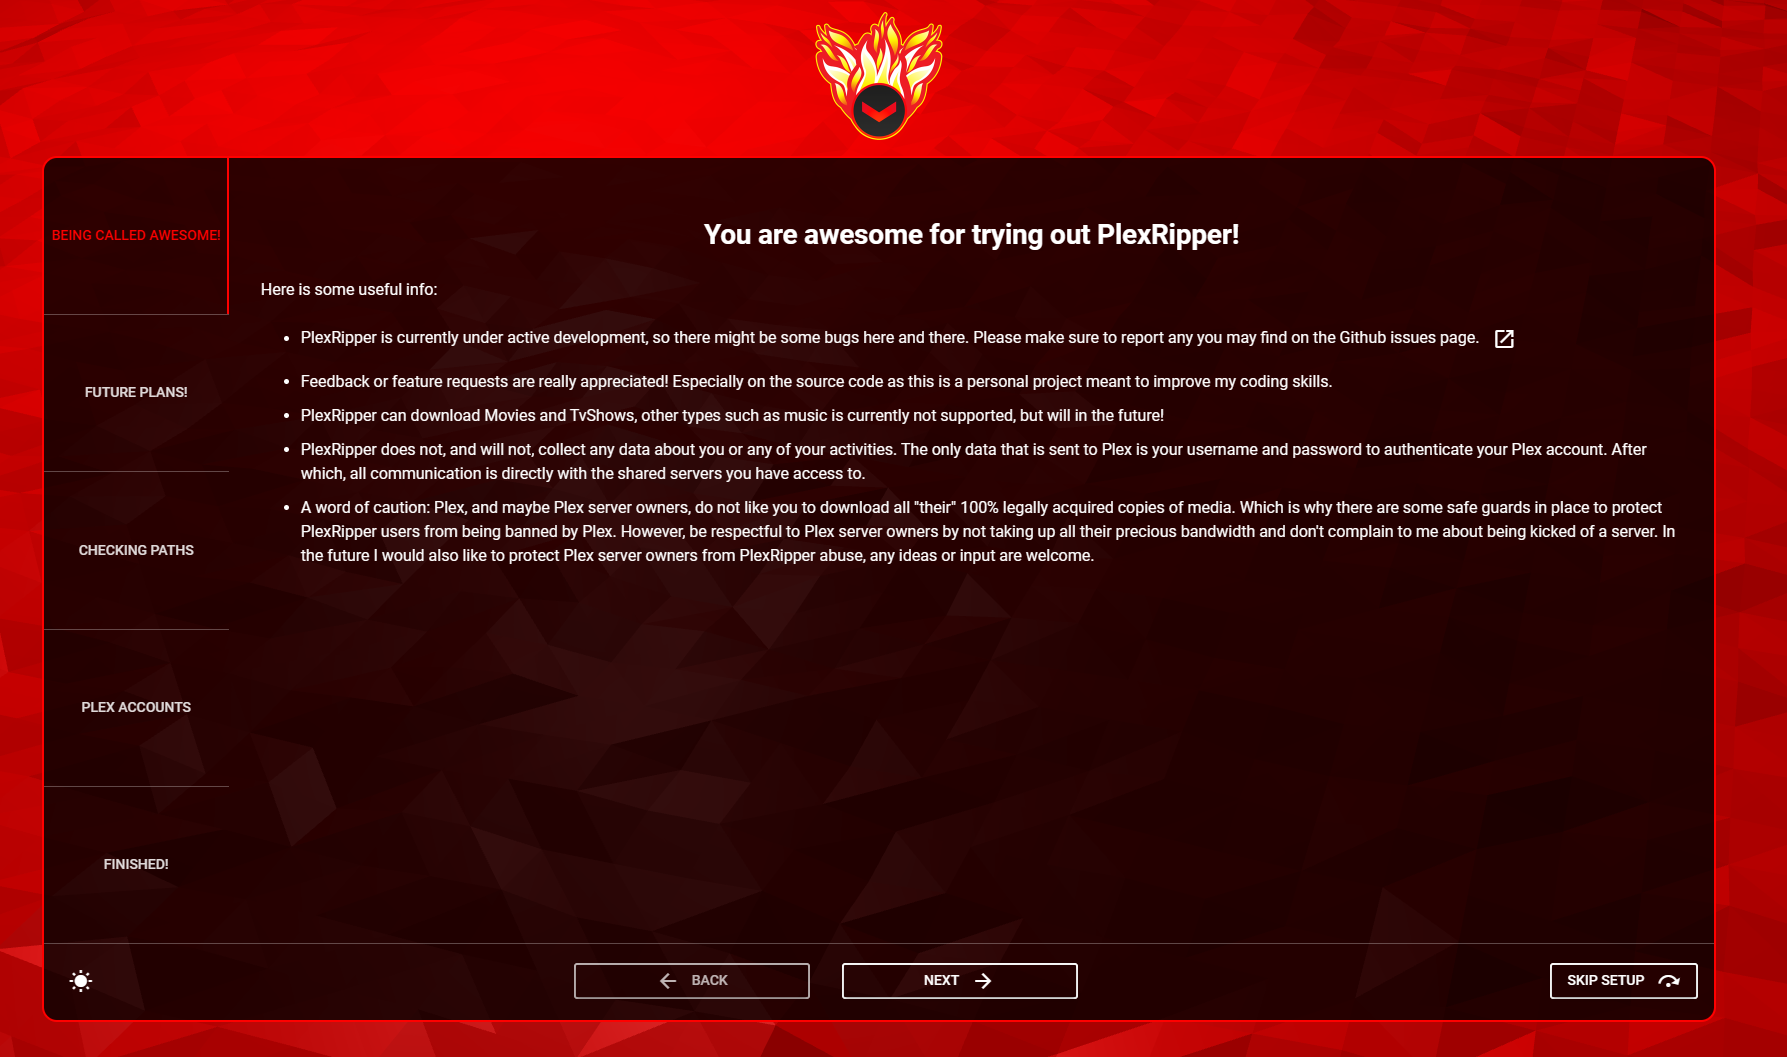 BEING CALLED AWESOME!
FUTURE PLANS!
CHECKING PATHS
PLEX ACCOUNTS
FINISHED!
You are awesome for trying out PlexRipper!
Here is some useful info:
• PlexRipper is currently under active development, so there might be some bugs here and there. Please make sure to report any you may find on the Github issues page.
• Feedback or feature requests are really appreciated! Especially on the source code as this is a personal project meant to improve my coding skills.
• PlexRipper can download Movies and TvShows, other types such as music is currently not supported, but will in the future!
• PlexRipper does not, and will not, collect any data about you or any of your activities. The only data that is sent to Plex is your username and password to authenticate your Plex account. After
which, all communication is directly with the shared servers you have access to.
• A word of caution: Plex, and maybe Plex server owners, do not like you to download all "their" 100% legally acquired copies of media. Which is why there are some safe guards in place to protect
PlexRipper users from being banned by Plex. However, be respectful to Plex server owners by not taking up all their precious bandwidth and don't complain to me about being kicked of a server. In
the future I would also like to protect Plex server owners from PlexRipper abuse, any ideas or input are welcome.
BACK
NEXT
SKIP SETUP